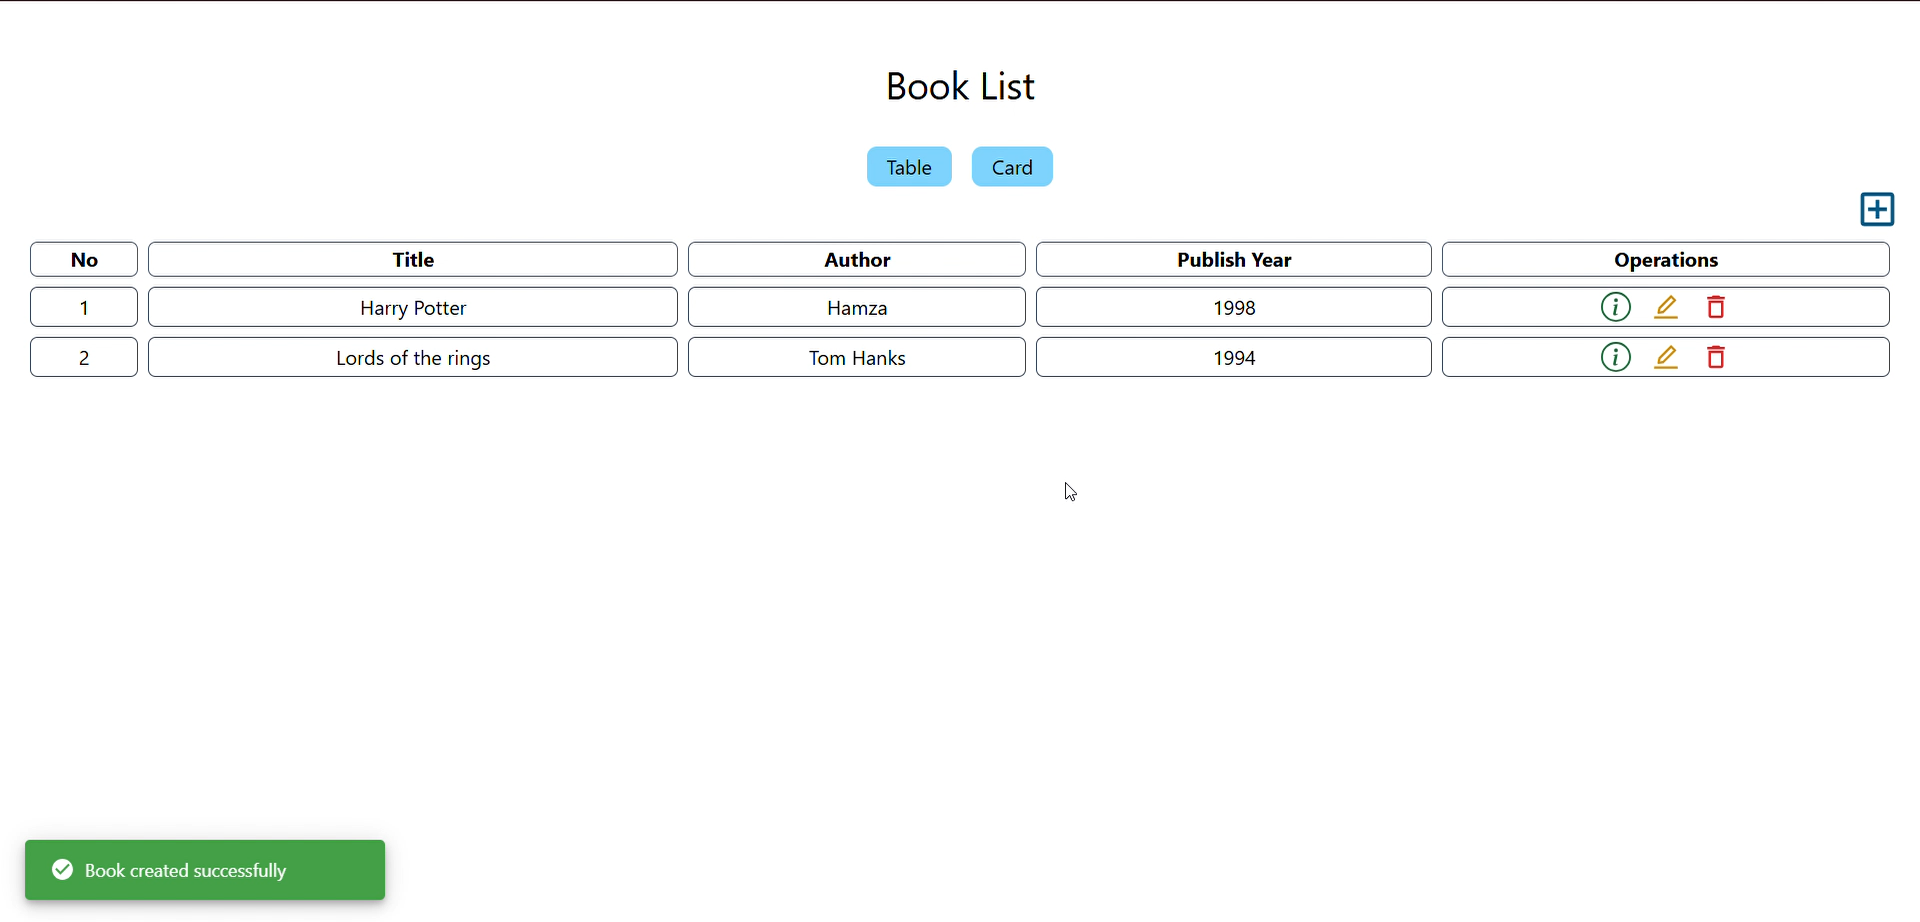 Book List
Table Card
No Title Author Publish Year Operations
1 Harry Potter Hamza 1998
2 Lords of the rings Tom Hanks 1994
Book created successfully